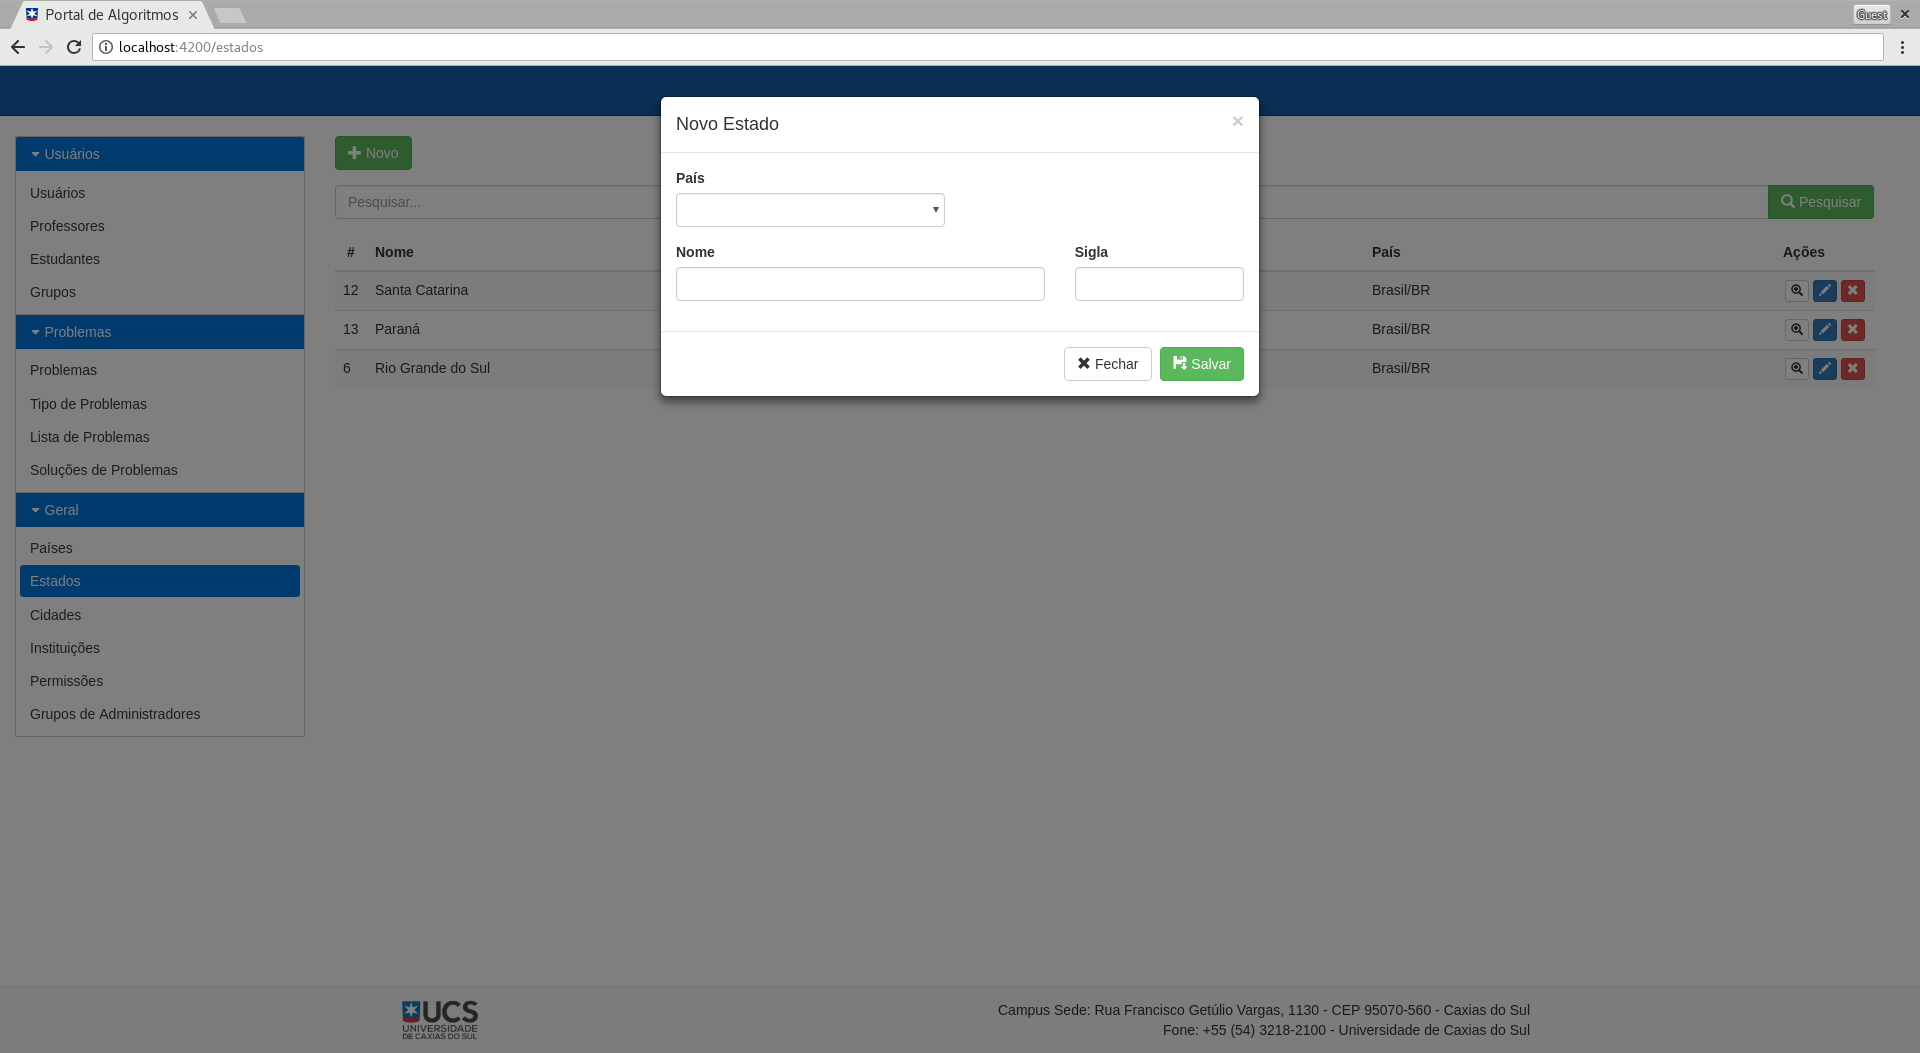 Portal de Algoritmos
Guest
localhost:4200/estados
Novo Estado ×
País
Nome Sigla
Fechar Salvar
Usuários
Usuários
Professores
Estudantes
Grupos
Problemas
Problemas
Tipo de Problemas
Lista de Problemas
Soluções de Problemas
Geral
Países
Estados
Cidades
Instituições
Permissões
Grupos de Administradores
Novo
Pesquisar... Pesquisar
# Nome País Ações
12 Santa Catarina Brasil/BR
13 Paraná Brasil/BR
6 Rio Grande do Sul Brasil/BR
UCS
UNIVERSIDADE
DE CAXIAS DO SUL
Campus Sede: Rua Francisco Getúlio Vargas, 1130 - CEP 95070-560 - Caxias do Sul
Fone: +55 (54) 3218-2100 - Universidade de Caxias do Sul